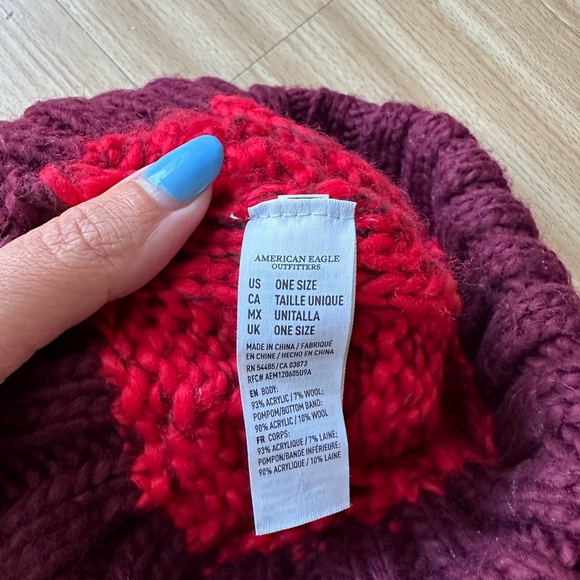 AMERICAN EAGLE
OUTFITTERS
US ONE SIZE
CA TAILLE UNIQUE
MX UNITALLA
UK ONE SIZE
MADE IN CHINA / FABRIQUÉ
EN CHINE / HECHO EN CHINA
RN 54485/CA 03873
RFC# AEM120605U9A
EN BODY:
93% ACRYLIC / 7% WOOL;
POMPOM/BOTTOM BAND:
90% ACRYLIC / 10% WOOL
FR CORPS:
93% ACRYLIQUE / 7% LAINE;
POMPON/BANDE INFÉRIEURE:
90% ACRYLIQUE / 10% LAINE